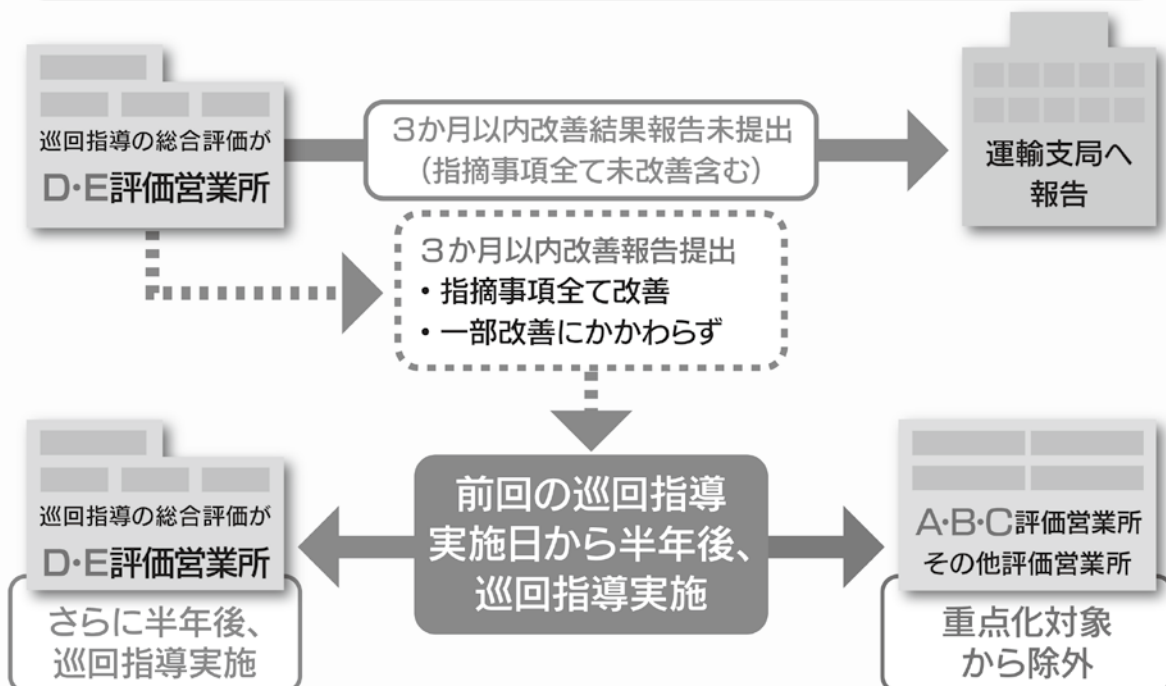 巡回指導の総合評価が
D・E評価営業所
3か月以内改善結果報告未提出
(指摘事項全て未改善含む)
運輸支局へ
報告
3か月以内改善報告提出
・指摘事項全て改善
・一部改善にかかわらず
前回の巡回指導
実施日から半年後、
巡回指導実施
巡回指導の総合評価が
D・E評価営業所
さらに半年後、
巡回指導実施
A・B・C評価営業所
その他評価営業所
重点化対象
から除外